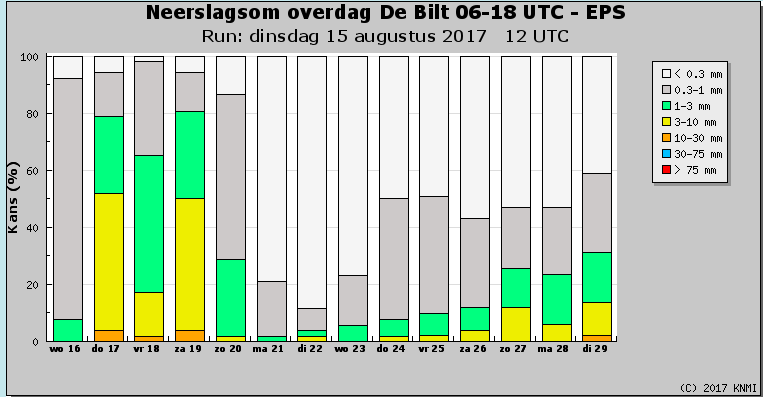 Neerslagsom overdag De Bilt 06-18 UTC - EPS
Run: dinsdag 15 augustus 2017 12 UTC
Kans (%)
100
80
60
40
20
0
wo 16 do 17 vr 18 za 19 zo 20 ma 21 di 22 wo 23 do 24 vr 25 za 26 zo 27 ma 28 di 29
< 0.3 mm
0.3-1 mm
1-3 mm
3-10 mm
10-30 mm
30-75 mm
> 75 mm
(C) 2017 KNMI